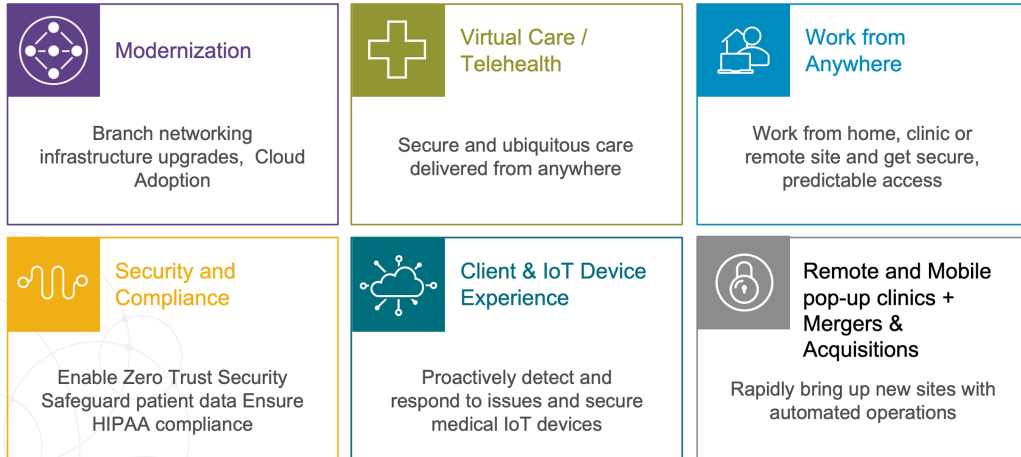 Modernization
Branch networking
infrastructure upgrades, Cloud
Adoption
Virtual Care /
Telehealth
Secure and ubiquitous care
delivered from anywhere
Work from
Anywhere
Work from home, clinic or
remote site and get secure,
predictable access
Security and
Compliance
Enable Zero Trust Security
Safeguard patient data Ensure
HIPAA compliance
Client & IoT Device
Experience
Proactively detect and
respond to issues and secure
medical IoT devices
Remote and Mobile
pop-up clinics +
Mergers &
Acquisitions
Rapidly bring up new sites with
automated operations